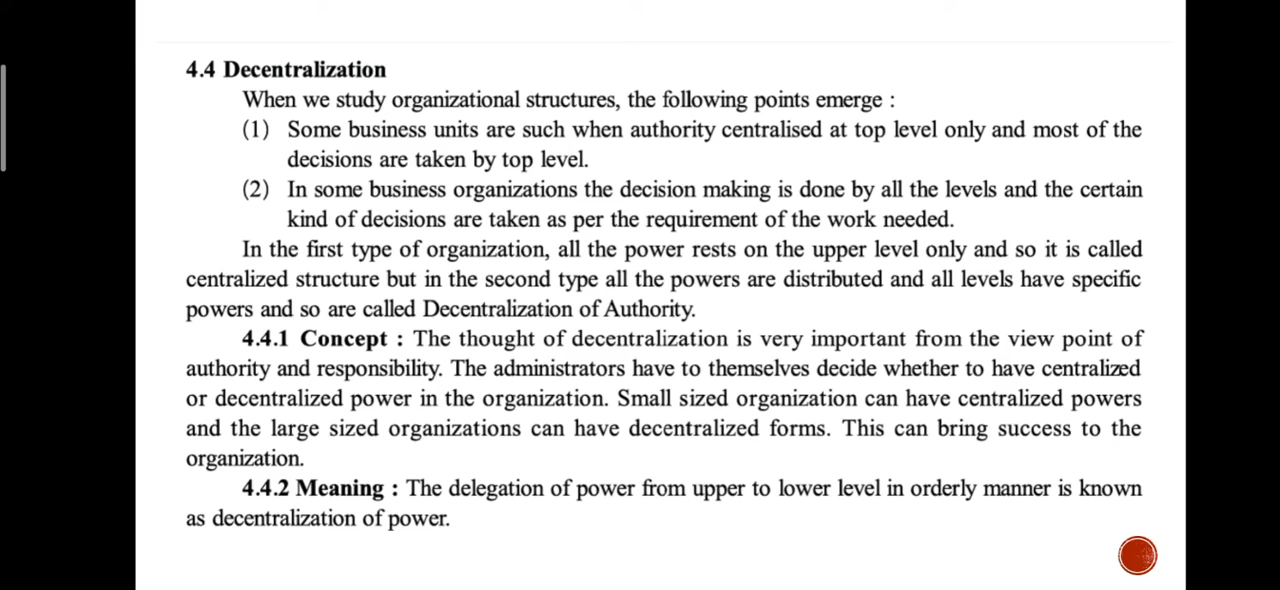 4.4 Decentralization
When we study organizational structures, the following points emerge :
(1) Some business units are such when authority centralised at top level only and most of the
decisions are taken by top level.
(2) In some business organizations the decision making is done by all the levels and the certain
kind of decisions are taken as per the requirement of the work needed.
In the first type of organization, all the power rests on the upper level only and so it is called
centralized structure but in the second type all the powers are distributed and all levels have specific
powers and so are called Decentralization of Authority.
4.4.1 Concept : The thought of decentralization is very important from the view point of
authority and responsibility. The administrators have to themselves decide whether to have centralized
or decentralized power in the organization. Small sized organization can have centralized powers
and the large sized organizations can have decentralized forms. This can bring success to the
organization.
4.4.2 Meaning : The delegation of power from upper to lower level in orderly manner is known
as decentralization of power.